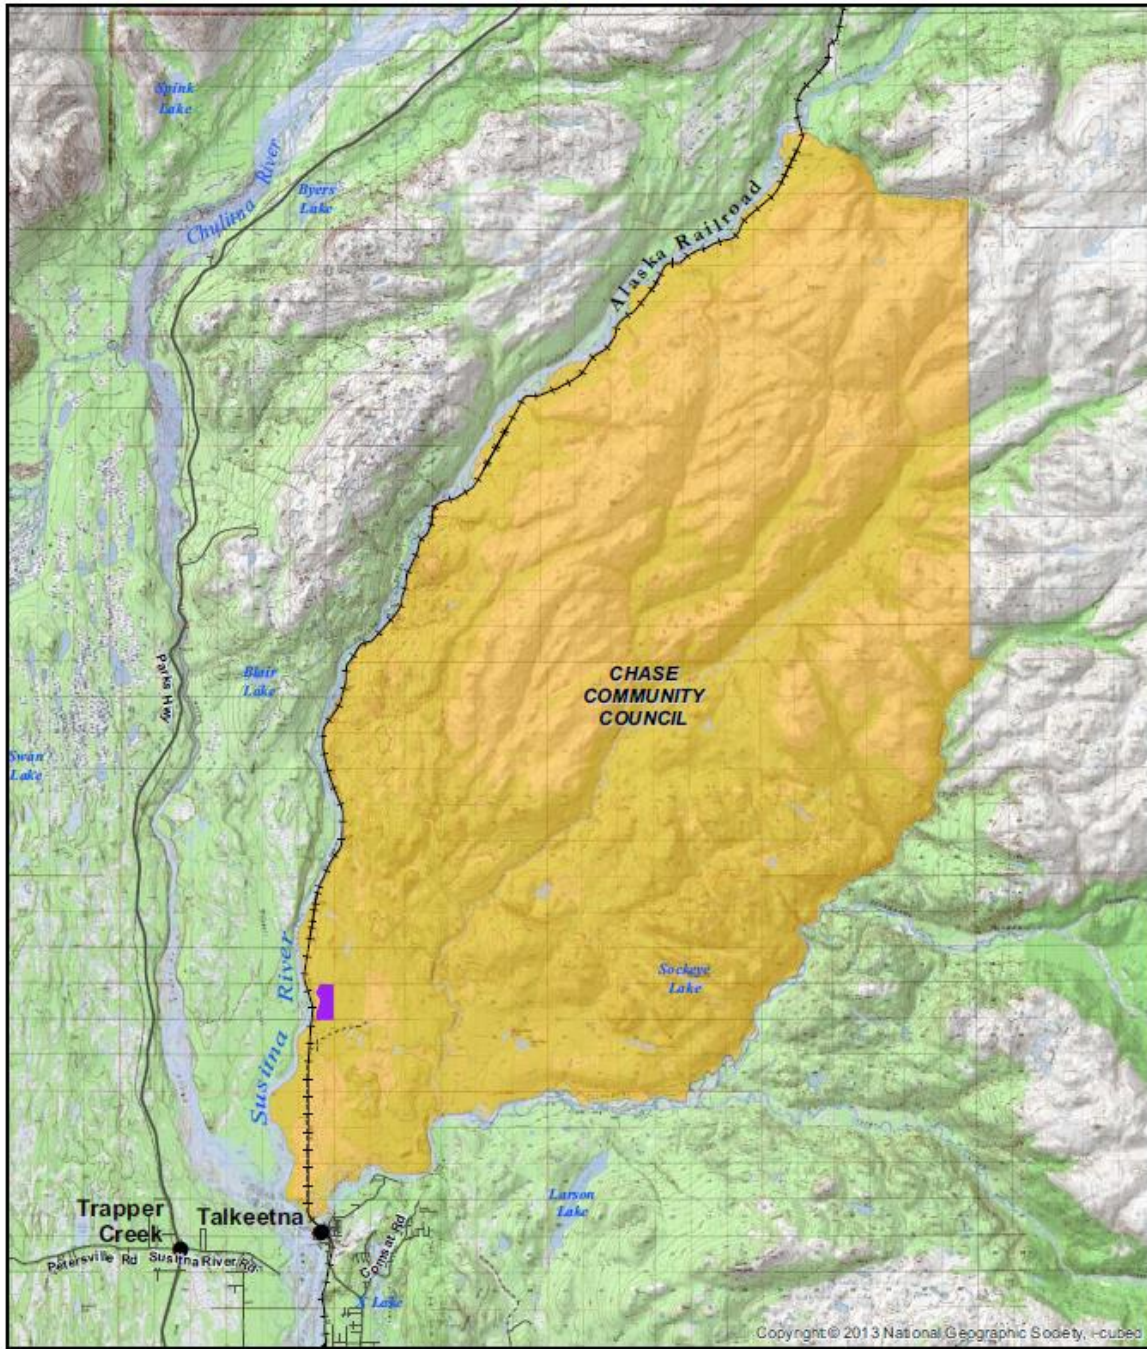 Spink
Lake
Chulitna River
Byers
Lake
Alaska Railroad
Parks Hwy
Blair
Lake
CHASE
COMMUNITY
COUNCIL
Swan
Lake
Sockeye
Lake
Susitna River
Larson
Lake
Trapper
Creek
Talkeetna
Petersville Rd
Susitna River Rd
Comsat Rd
X Lake
Copyright:© 2013 National Geographic Society, i-cubed